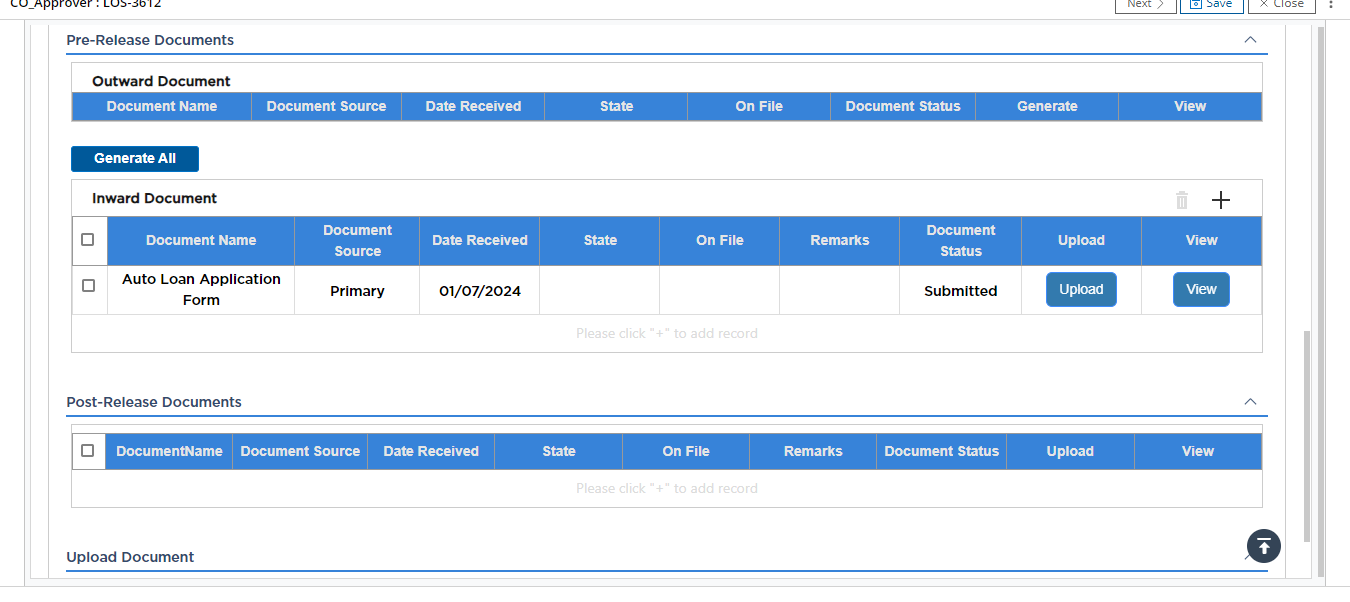 CO_Approver : LOS-3612
Next
Save
Close
Pre-Release Documents
Outward Document
Document Name Document Source Date Received State On File Document Status Generate View
Generate All
Inward Document
Document Name Document Source Date Received State On File Remarks Document Status Upload View
Auto Loan Application Form Primary 01/07/2024 Submitted Upload View
Please click "+" to add record
Post-Release Documents
DocumentName Document Source Date Received State On File Remarks Document Status Upload View
Please click "+" to add record
Upload Document